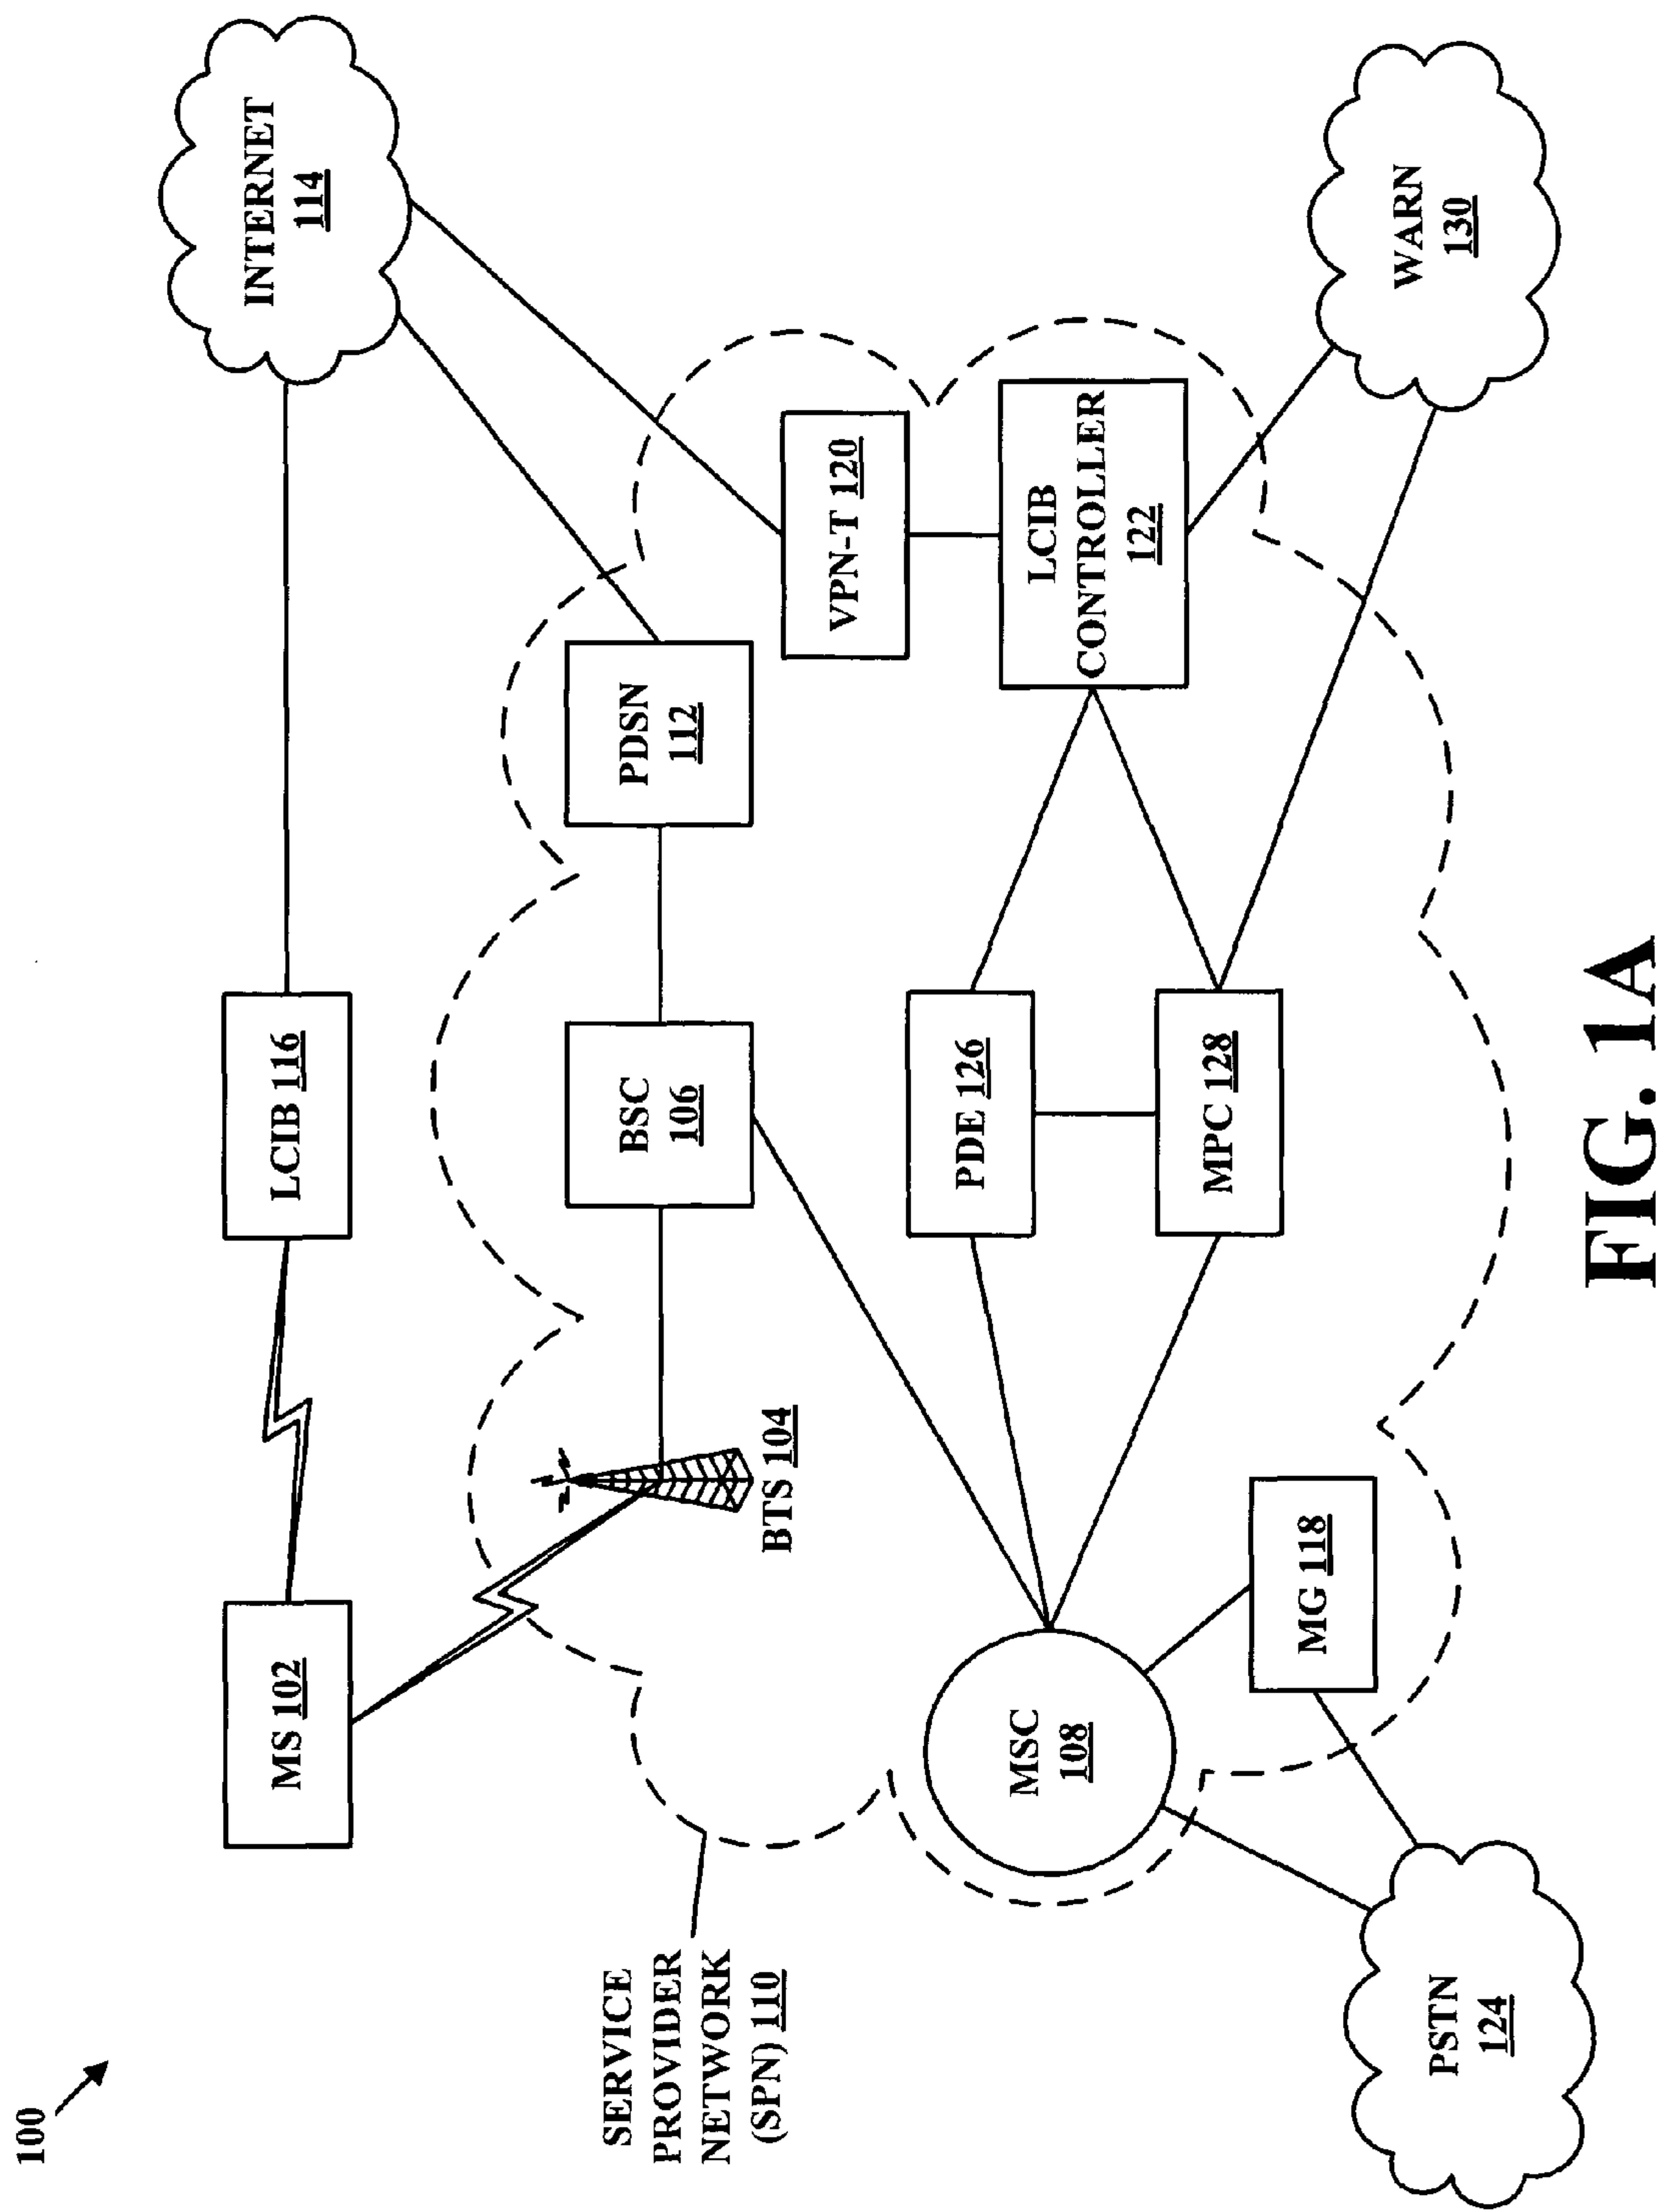 100
MS 102
LCIB 116
INTERNET
114
SERVICE
PROVIDER
NETWORK
(SPN) 110
BTS 104
BSC
106
PDSN
112
VPN-T 120
MSC
108
PDE 126
LCIB
CONTROLLER
122
MPC 128
MG 118
PSTN
124
IWARN
130
FIG. 1A